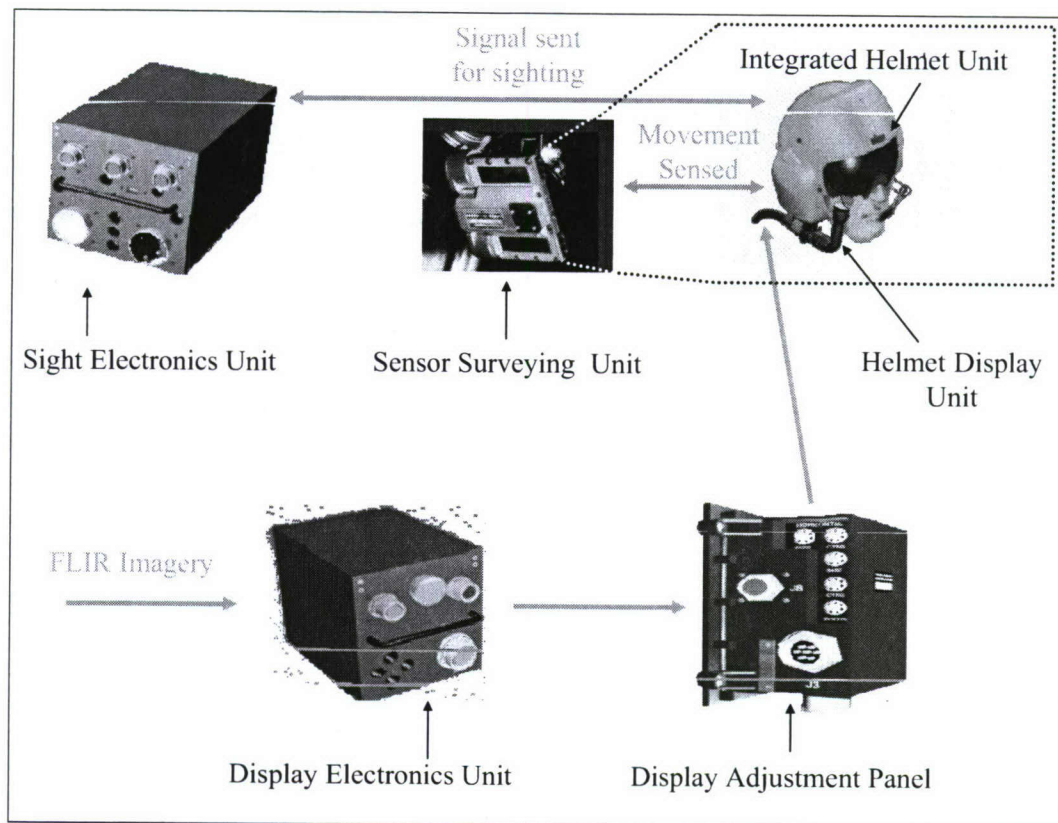 Signal sent
for sighting
Integrated Helmet Unit
Movement
Sensed
Sight Electronics Unit
Sensor Surveying Unit
Helmet Display
Unit
FLIR Imagery
J3
Display Electronics Unit
Display Adjustment Panel